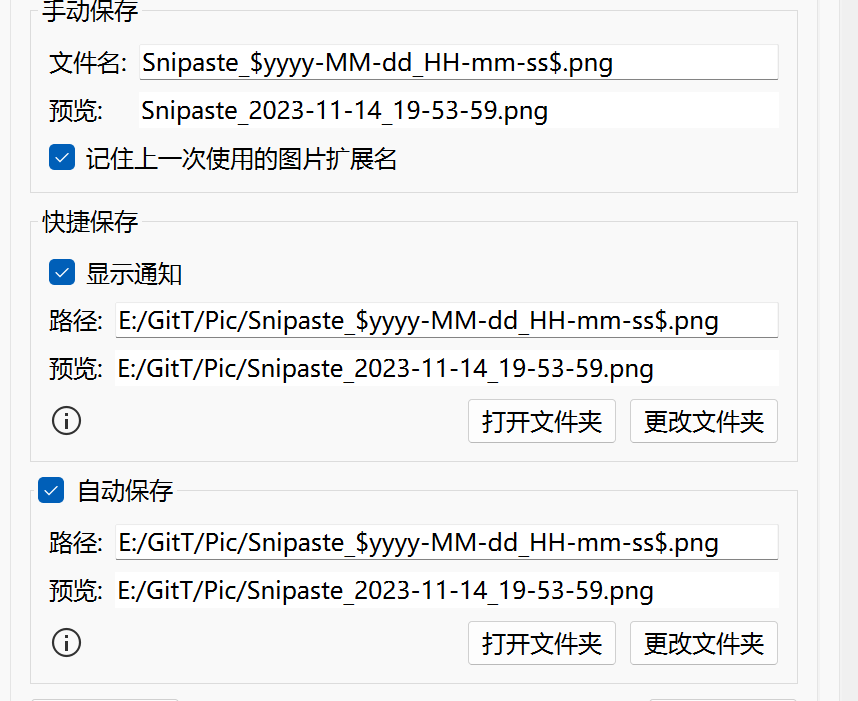 手动保存
文件名: Snipaste_$yyyy-MM-dd_HH-mm-ss$.png
预览: Snipaste_2023-11-14_19-53-59.png
记住上一次使用的图片扩展名
快捷保存
显示通知
路径: E:/GitT/Pic/Snipaste_$yyyy-MM-dd_HH-mm-ss$.png
预览: E:/GitT/Pic/Snipaste_2023-11-14_19-53-59.png
打开文件夹 更改文件夹
自动保存
路径: E:/GitT/Pic/Snipaste_$yyyy-MM-dd_HH-mm-ss$.png
预览: E:/GitT/Pic/Snipaste_2023-11-14_19-53-59.png
打开文件夹 更改文件夹